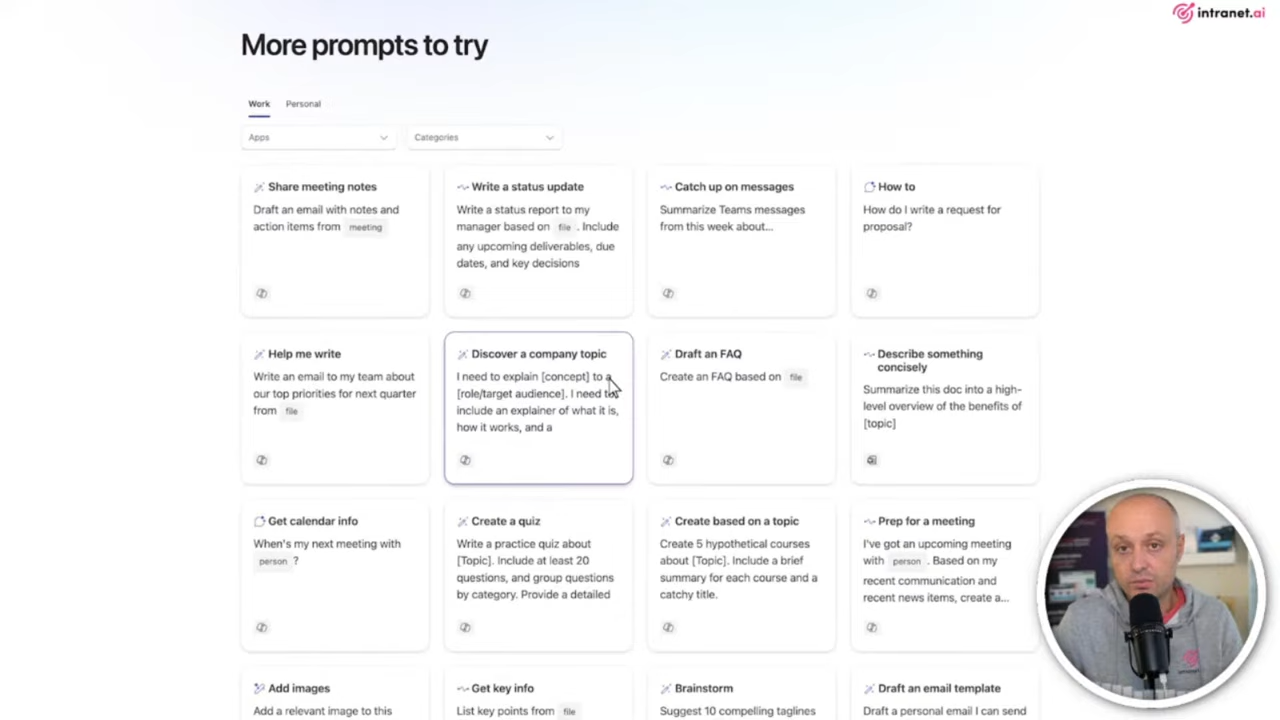 intranet.ai
More prompts to try
Work Personal
Apps Categories
Share meeting notes
Draft an email with notes and
action items from meeting
Write a status update
Write a status report to my
manager based on file . Include
any upcoming deliverables, due
dates, and key decisions
Catch up on messages
Summarize Teams messages
from this week about...
How to
How do I write a request for
proposal?
Help me write
Write an email to my team about
our top priorities for next quarter
from file
Discover a company topic
I need to explain [concept] to a
[role/target audience]. I need to
include an explainer of what it is,
how it works, and a
Draft an FAQ
Create an FAQ based on file
Describe something
concisely
Summarize this doc into a high-
level overview of the benefits of
[topic]
Get calendar info
When's my next meeting with
person ?
Create a quiz
Write a practice quiz about
[Topic]. Include at least 20
questions, and group questions
by category. Provide a detailed
Create based on a topic
Create 5 hypothetical courses
about [Topic]. Include a brief
summary for each course and a
catchy title.
Prep for a meeting
I've got an upcoming meeting
with person . Based on my
recent communication and
recent news items, create a...
Add images
Add a relevant image to this
Get key info
List key points from file
Brainstorm
Suggest 10 compelling taglines
Draft an email template
Draft a personal email I can send